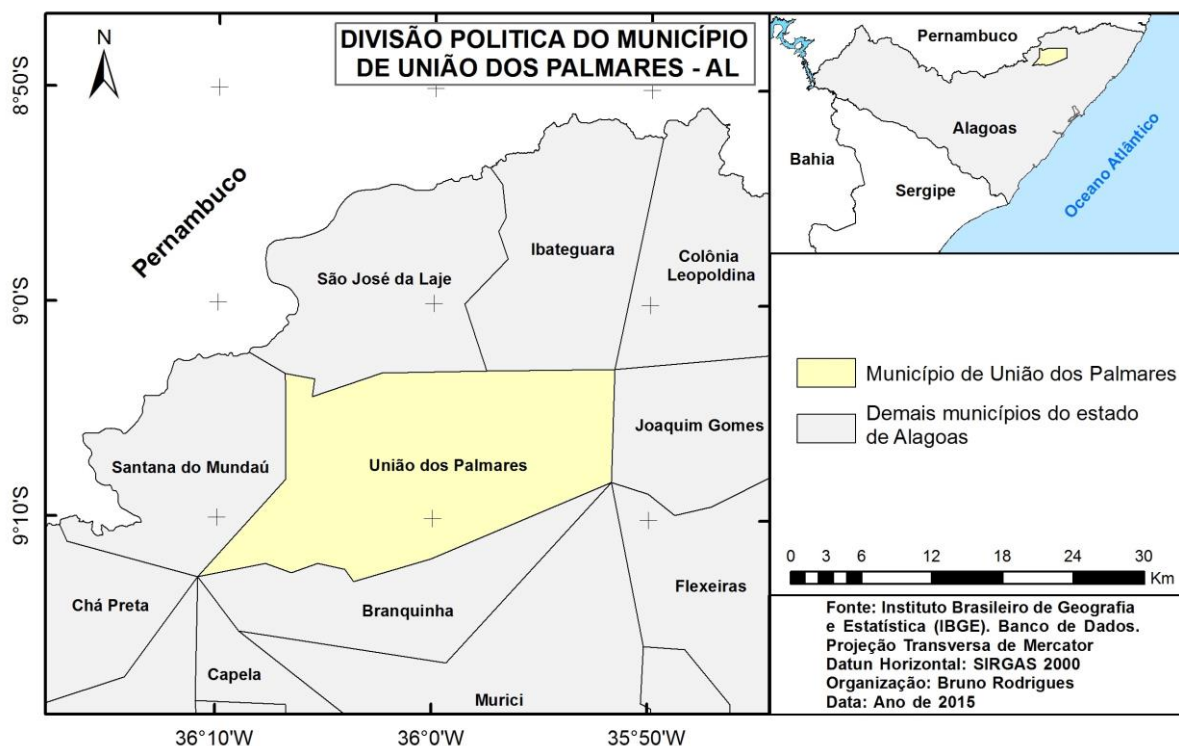 DIVISÃO POLITICA DO MUNICÍPIO
DE UNIÃO DOS PALMARES - AL
N
8°50'S
9°0'S
9°10'S
36°10'W
36°0'W
35°50'W
Pernambuco
São José da Laje
Ibateguara
Colônia
Leopoldina
Santana do Mundaú
União dos Palmares
Joaquim Gomes
Chá Preta
Branquinha
Flexeiras
Capela
Murici
Pernambuco
Alagoas
Bahia
Sergipe
Oceano Atlântico
Município de União dos Palmares
Demais municípios do estado
de Alagoas
0 3 6 12 18 24 30
Km
Fonte: Instituto Brasileiro de Geografia
e Estatística (IBGE). Banco de Dados.
Projeção Transversa de Mercator
Datun Horizontal: SIRGAS 2000
Organização: Bruno Rodrigues
Data: Ano de 2015